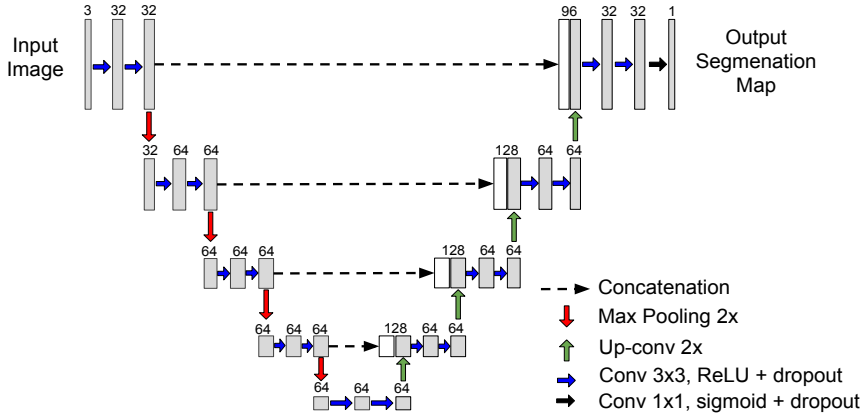 3 32 32
96 32 32 1
Input
Image
Output
Segmenation
Map
32 64 64
128 64 64
64 64 64
128 64 64
64 64 64
128 64 64
64 64 64
Concatenation
Max Pooling 2x
Up-conv 2x
Conv 3x3, ReLU + dropout
Conv 1x1, sigmoid + dropout